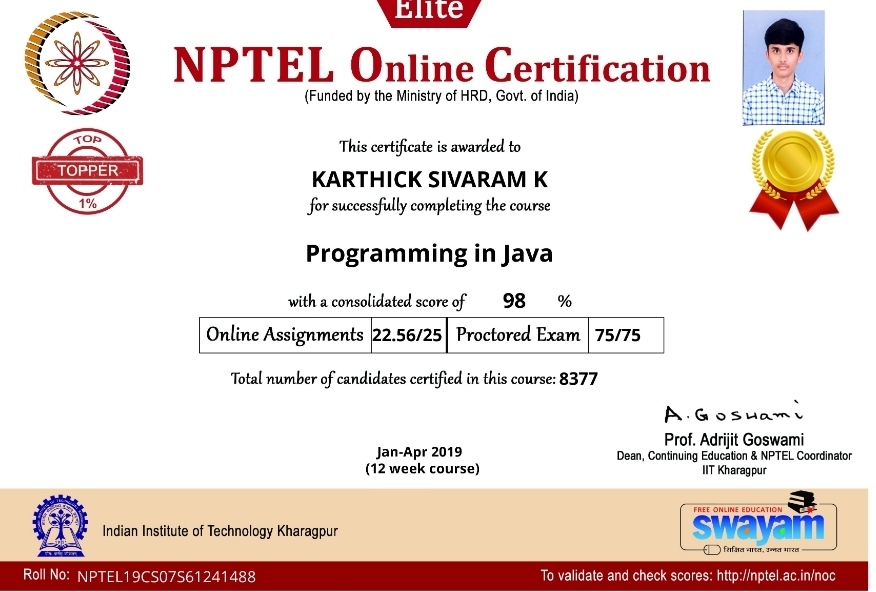 Elite
NPTEL Online Certification
(Funded by the Ministry of HRD, Govt. of India)
TOP
TOPPER
1%
This certificate is awarded to
KARTHICK SIVARAM K
for successfully completing the course
Programming in Java
with a consolidated score of 98 %
Online Assignments 22.56/25 Proctored Exam 75/75
Total number of candidates certified in this course: 8377
A. Goswami
Prof. Adrijit Goswami
Dean, Continuing Education & NPTEL Coordinator
IIT Kharagpur
Jan-Apr 2019
(12 week course)
Indian Institute of Technology Kharagpur
FREE ONLINE EDUCATION
swayam
शिक्षित भारत, उन्नत भारत
Roll No: NPTEL19CS07S61241488 To validate and check scores: http://nptel.ac.in/noc